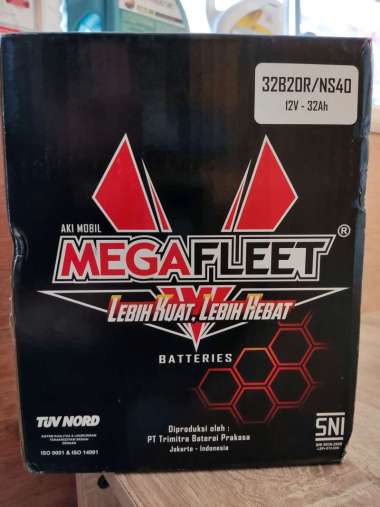 32B20R/NS40
12V - 32Ah
AKI MOBIL
MEGAFLEET®
LEBIH KUAT, LEBIH HEBAT
BATTERIES
TUV NORD
Diproduksi oleh :
PT Trimitra Baterai Prakasa
Jakarta - Indonesia
SNI
ISO 9001 & ISO 14001